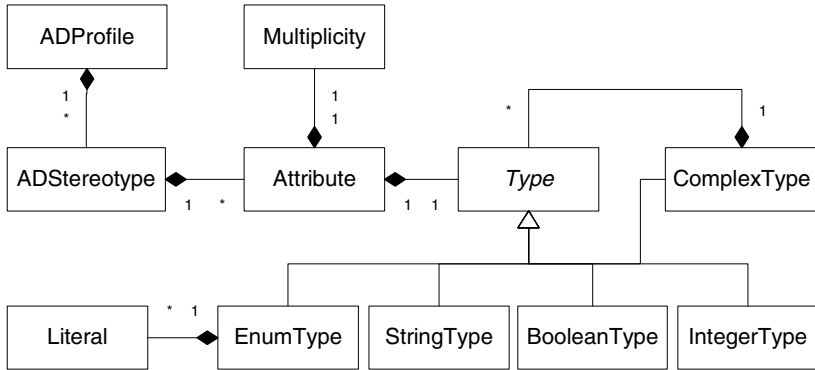 ADProfile
Multiplicity
1
*
1
1
*
1
ADStereotype
Attribute
Type
ComplexType
1
*
1
1
*
1
Literal
EnumType
StringType
BooleanType
IntegerType